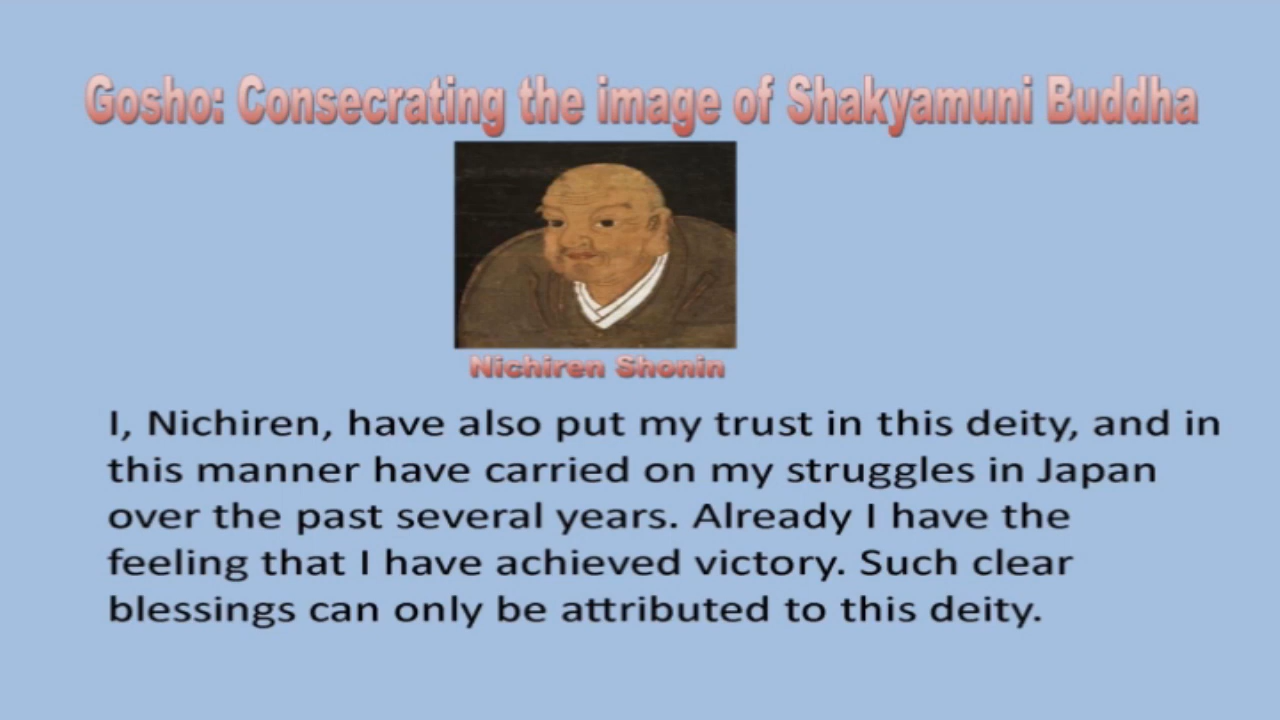 Gosho: Consecrating the image of Shakyamuni Buddha
Nichiren Shonin
I, Nichiren, have also put my trust in this deity, and in
this manner have carried on my struggles in Japan
over the past several years. Already I have the
feeling that I have achieved victory. Such clear
blessings can only be attributed to this deity.